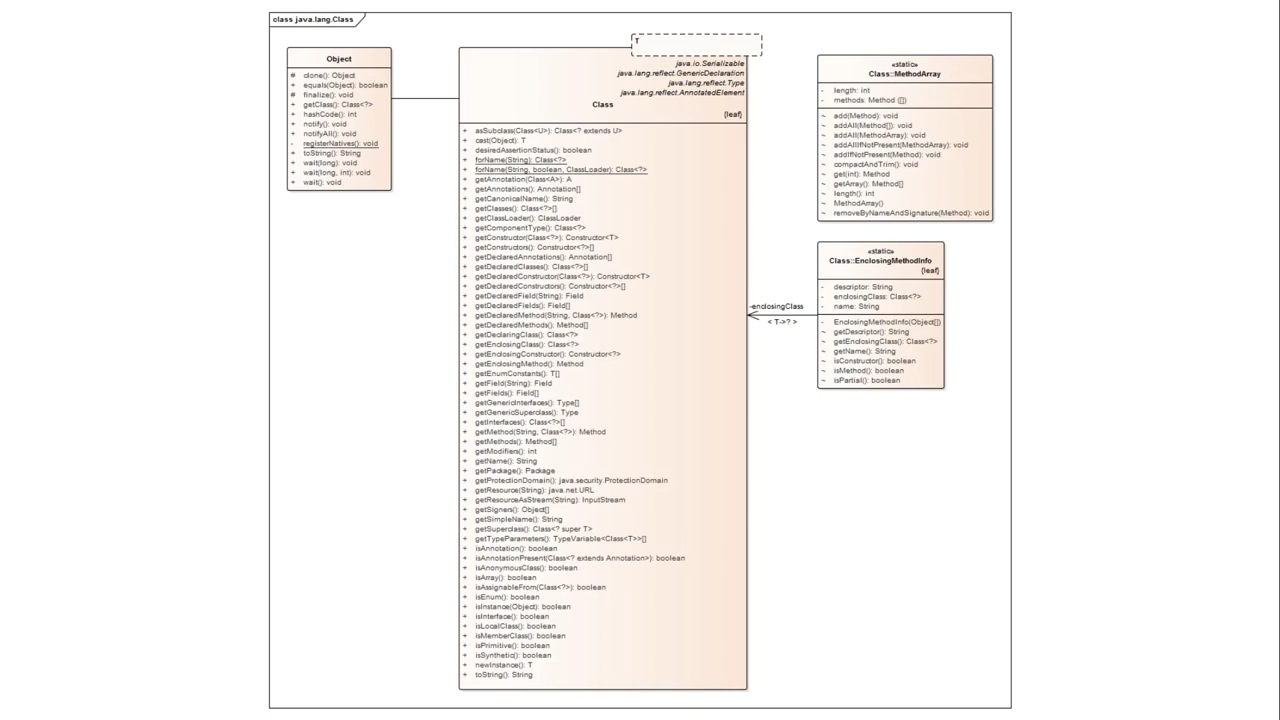 class java.lang.Class
Object
# clone(): Object
+ equals(Object): boolean
# finalize(): void
+ getClass(): Class<?>
+ hashCode(): int
+ notify(): void
+ notifyAll(): void
- registerNatives(): void
+ toString(): String
+ wait(long): void
+ wait(long, int): void
+ wait(): void
T
java.io.Serializable
java.lang.reflect.GenericDeclaration
java.lang.reflect.Type
java.lang.reflect.AnnotatedElement
Class
{leaf}
+ asSubclass(Class<U>): Class<? extends U>
+ cast(Object): T
+ desiredAssertionStatus(): boolean
+ forName(String): Class<?>
+ forName(String, boolean, ClassLoader): Class<?>
+ getAnnotation(Class<A>): A
+ getAnnotations(): Annotation[]
+ getCanonicalName(): String
+ getClasses(): Class<?>[]
+ getClassLoader(): ClassLoader
+ getComponentType(): Class<?>
+ getConstructor(Class<?>): Constructor<T>
+ getConstructors(): Constructor<?>[]
+ getDeclaredAnnotations(): Annotation[]
+ getDeclaredClasses(): Class<?>[]
+ getDeclaredConstructor(Class<?>): Constructor<T>
+ getDeclaredConstructors(): Constructor<?>[]
+ getDeclaredField(String): Field
+ getDeclaredFields(): Field[]
+ getDeclaredMethod(String, Class<?>): Method
+ getDeclaredMethods(): Method[]
+ getDeclaringClass(): Class<?>
+ getEnclosingClass(): Class<?>
+ getEnclosingConstructor(): Constructor<?>
+ getEnclosingMethod(): Method
+ getEnumConstants(): T[]
+ getField(String): Field
+ getFields(): Field[]
+ getGenericInterfaces(): Type[]
+ getGenericSuperclass(): Type
+ getInterfaces(): Class<?>[]
+ getMethod(String, Class<?>): Method
+ getMethods(): Method[]
+ getModifiers(): int
+ getName(): String
+ getPackage(): Package
+ getProtectionDomain(): java.security.ProtectionDomain
+ getResource(String): java.net.URL
+ getResourceAsStream(String): InputStream
+ getSigners(): Object[]
+ getSimpleName(): String
+ getSuperclass(): Class<? super T>
+ getTypeParameters(): TypeVariable<Class<T>>[]
+ isAnnotation(): boolean
+ isAnnotationPresent(Class<? extends Annotation>): boolean
+ isAnonymousClass(): boolean
+ isArray(): boolean
+ isAssignableFrom(Class<?>): boolean
+ isEnum(): boolean
+ isInstance(Object): boolean
+ isInterface(): boolean
+ isLocalClass(): boolean
+ isMemberClass(): boolean
+ isPrimitive(): boolean
+ isSynthetic(): boolean
+ newInstance(): T
+ toString(): String
«static»
Class::MethodArray
- length: int
- methods: Method ([])
~ add(Method): void
~ addAll(Method[]): void
~ addAll(MethodArray): void
~ addAllIfNotPresent(MethodArray): void
~ addIfNotPresent(Method): void
~ compactAndTrim(): void
~ get(int): Method
~ getArray(): Method[]
~ length(): int
~ MethodArray()
~ removeByNameAndSignature(Method): void
-enclosingClass
< T->? >
«static»
Class::EnclosingMethodInfo
{leaf}
- descriptor: String
- enclosingClass: Class<?>
- name: String
- EnclosingMethodInfo(Object[])
~ getDescriptor(): String
~ getEnclosingClass(): Class<?>
~ getName(): String
~ isConstructor(): boolean
~ isMethod(): boolean
~ isPartial(): boolean